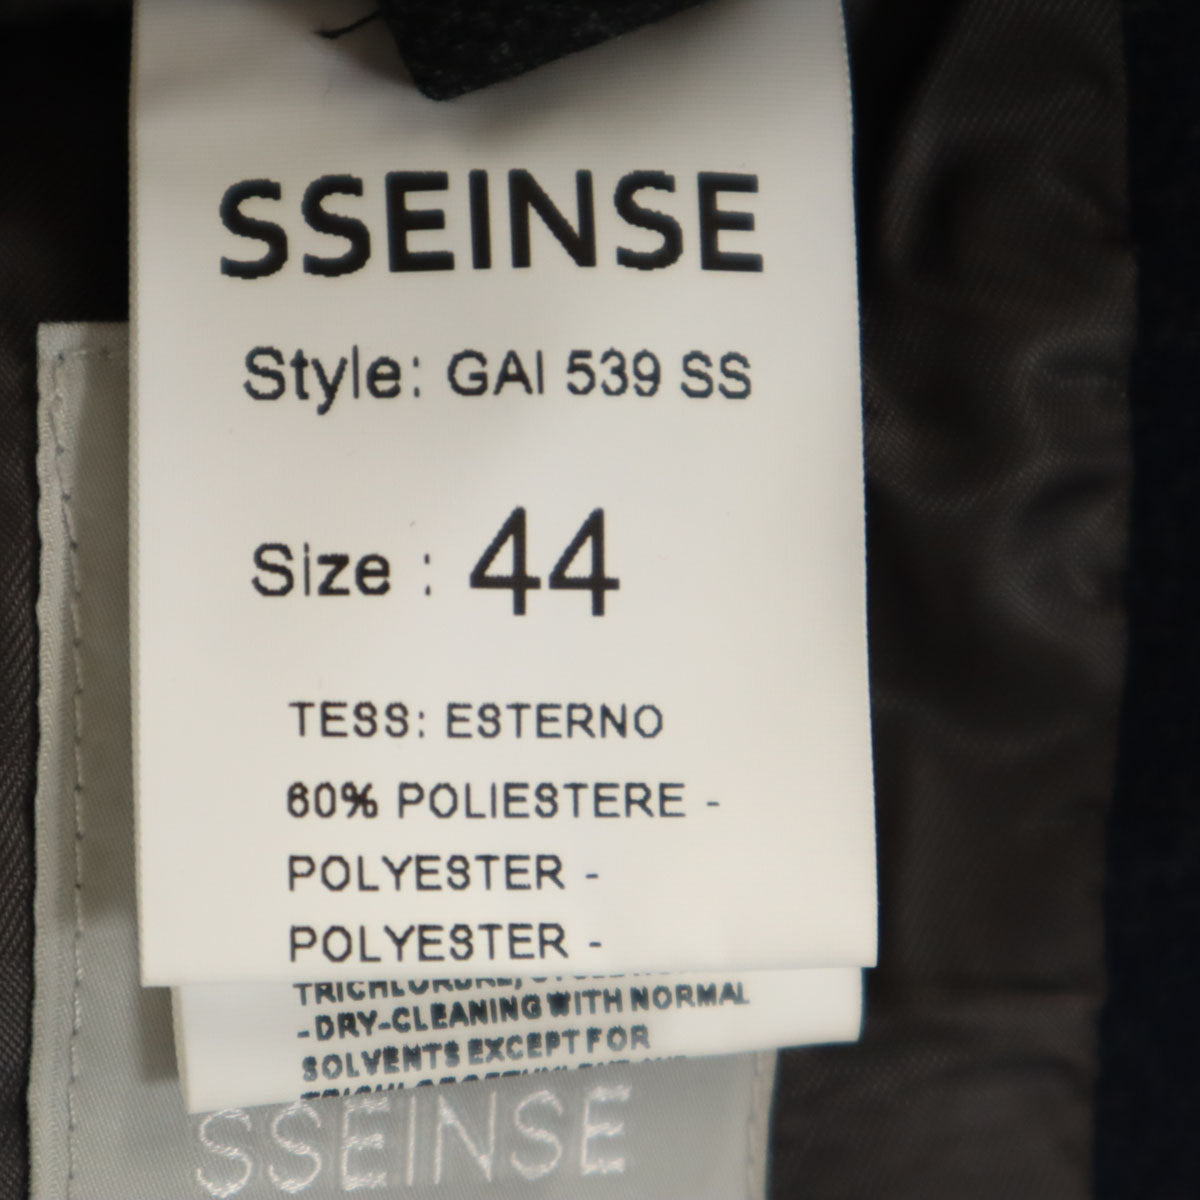 SSEINSE
Style: GAI 539 SS
Size : 44
TESS: ESTERNO
60% POLIESTERE -
POLYESTER -
POLYESTER -
-DRY-CLEANING WITH NORMAL
SOLVENTS EXCEPT FOR
SSEINSE